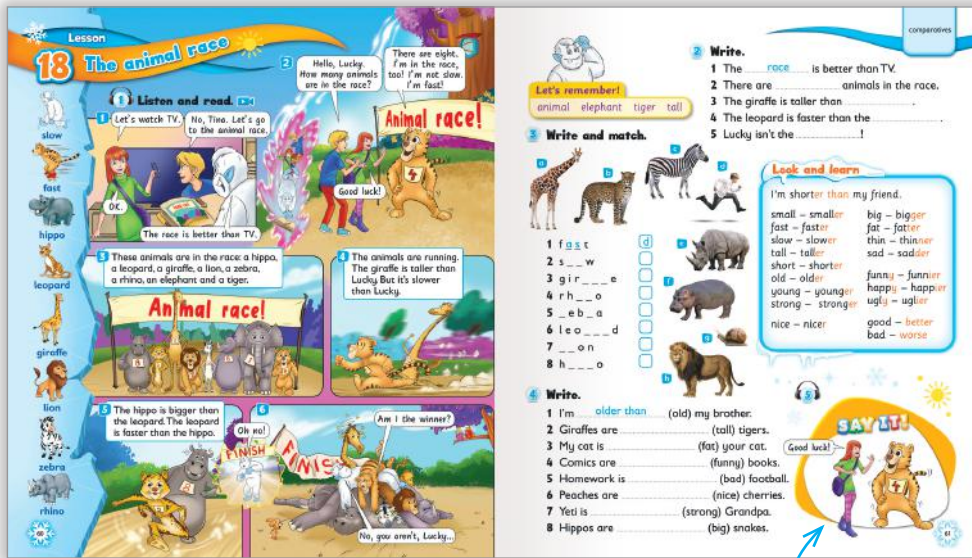 Lesson
18 The animal race
1 Listen and read.
slow
fast
hippo
leopard
giraffe
lion
zebra
rhino
60
1
Let's watch TV.
No, Tina. Let's go
to the animal race.
OK.
The race is better than TV.
2
Hello, Lucky.
How many animals
are in the race?
There are eight.
I'm in the race,
too! I'm not slow.
I'm fast!
Animal race!
4
Good luck!
3 These animals are in the race: a hippo,
a leopard, a giraffe, a lion, a zebra,
a rhino, an elephant and a tiger.
Animal race!
4 The animals are running.
The giraffe is taller than
Lucky. But it's slower
than Lucky.
5 The hippo is bigger than
the leopard. The leopard
is faster than the hippo.
6
Oh no!
FINISH
FINIS
Am I the winner?
No, you aren't, Lucky...
comparatives
Let's remember!
animal elephant tiger tall
2 Write.
1 The race is better than TV.
2 There are animals in the race.
3 The giraffe is taller than .
4 The leopard is faster than the .
5 Lucky isn't the !
3 Write and match.
a
b
c
d
e
f
g
h
1 f a s t d
2 s _ _ w
3 g i r _ _ _ e
4 r h _ _ o
5 _ e b _ a
6 l e o _ _ _ d
7 _ _ o n
8 h _ _ _ o
Look and learn
I'm shorter than my friend.
small – smaller
fast – faster
slow – slower
tall – taller
short – shorter
old – older
young – younger
strong – stronger
nice – nicer
big – bigger
fat – fatter
thin – thinner
sad – sadder
funny – funnier
happy – happier
ugly – uglier
good – better
bad – worse
4 Write.
1 I'm older than (old) my brother.
2 Giraffes are (tall) tigers.
3 My cat is (fat) your cat.
4 Comics are (funny) books.
5 Homework is (bad) football.
6 Peaches are (nice) cherries.
7 Yeti is (strong) Grandpa.
8 Hippos are (big) snakes.
5
SAY IT!
Good luck!
4
61